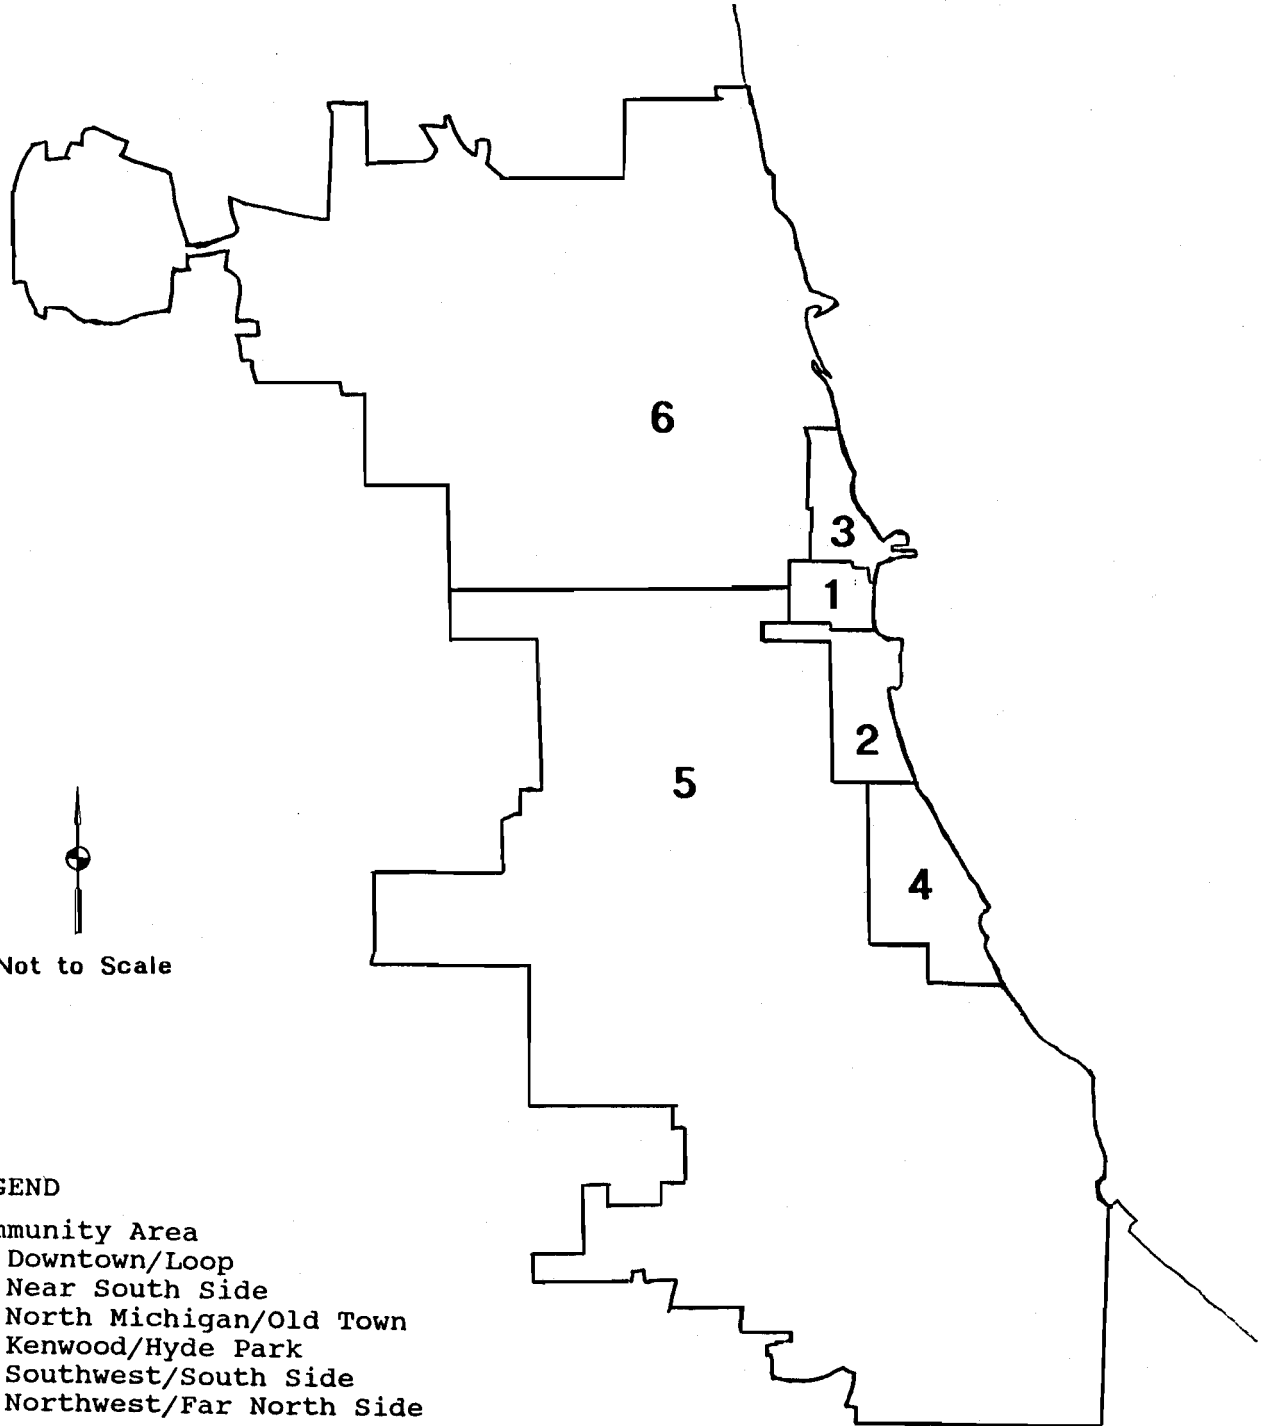 6
3
1
2
5
4
Not to Scale
GEND
mmunity Area
Downtown/Loop
Near South Side
North Michigan/Old Town
Kenwood/Hyde Park
Southwest/South Side
Northwest/Far North Side